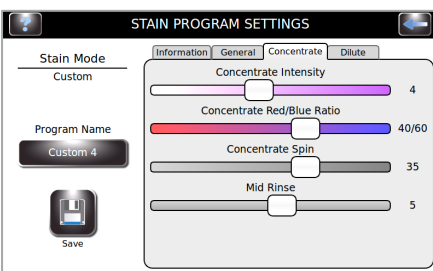 STAIN PROGRAM SETTINGS
Stain Mode
Custom
Program Name
Custom 4
Save
Information General Concentrate Dilute
Concentrate Intensity
4
Concentrate Red/Blue Ratio
40/60
Concentrate Spin
35
Mid Rinse
5